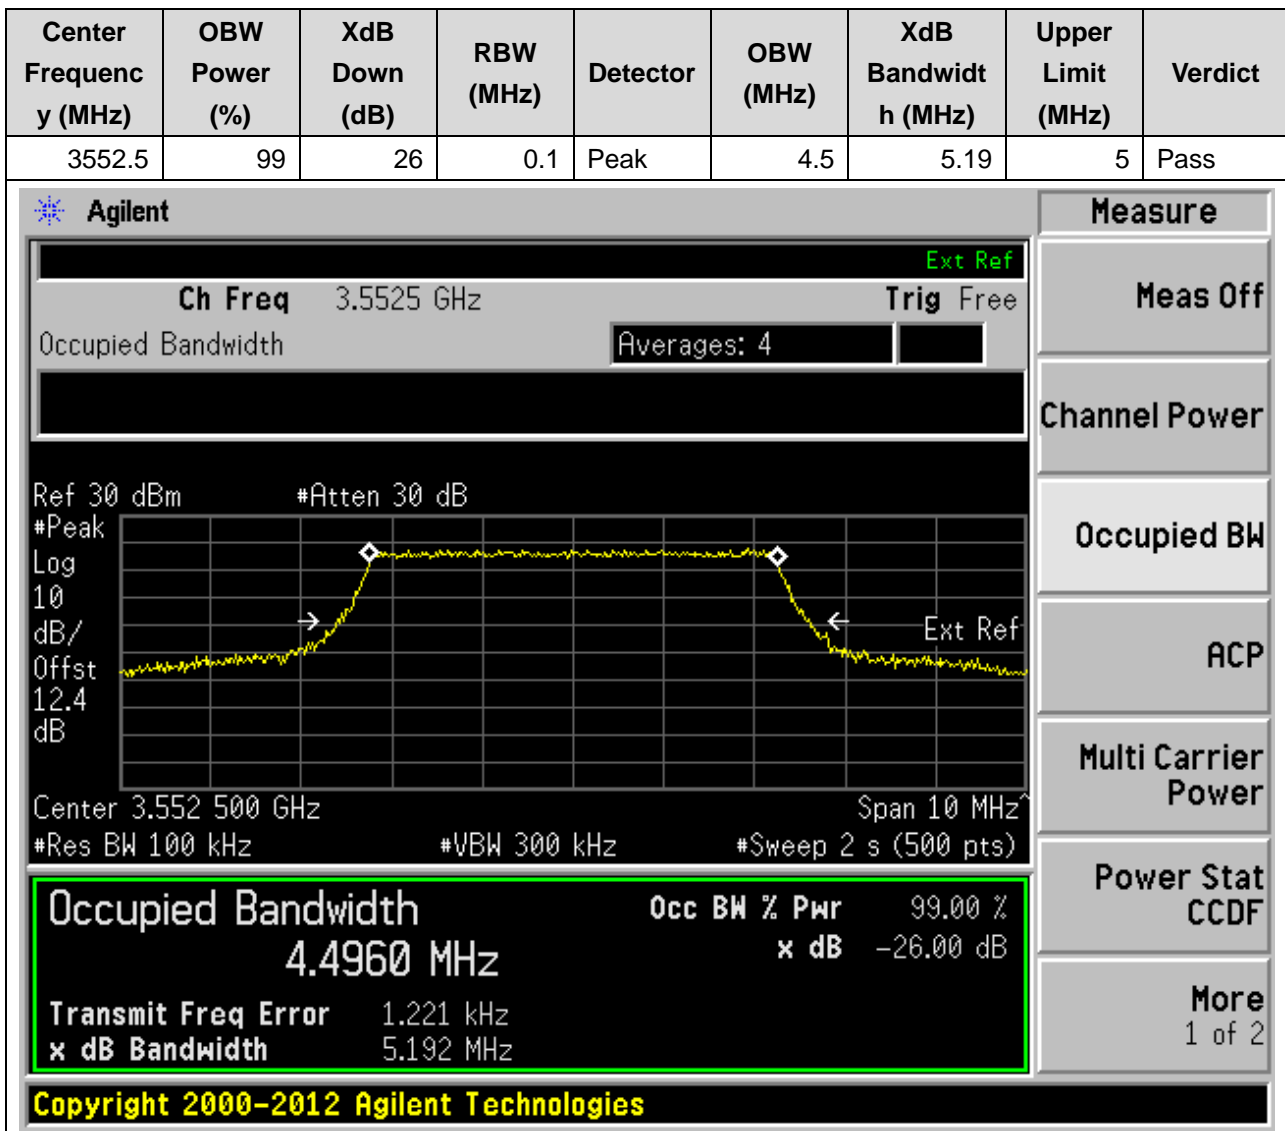 Center Frequenc y (MHz) OBW Power (%) XdB Down (dB) RBW (MHz) Detector OBW (MHz) XdB Bandwidt h (MHz) Upper Limit (MHz) Verdict
3552.5 99 26 0.1 Peak 4.5 5.19 5 Pass
Agilent
Measure
Ext Ref
Ch Freq 3.5525 GHz Trig Free
Meas Off
Occupied Bandwidth Averages: 4
Channel Power
Ref 30 dBm #Atten 30 dB
#Peak
Log
10
dB/
Offst
12.4
dB
Ext Ref
Occupied BW
ACP
Center 3.552 500 GHz Span 10 MHz^
#Res BW 100 kHz #VBW 300 kHz #Sweep 2 s (500 pts)
Multi Carrier
Power
Occupied Bandwidth Occ BW % Pwr 99.00 %
4.4960 MHz x dB -26.00 dB
Transmit Freq Error 1.221 kHz
x dB Bandwidth 5.192 MHz
Power Stat
CCDF
More
1 of 2
Copyright 2000-2012 Agilent Technologies